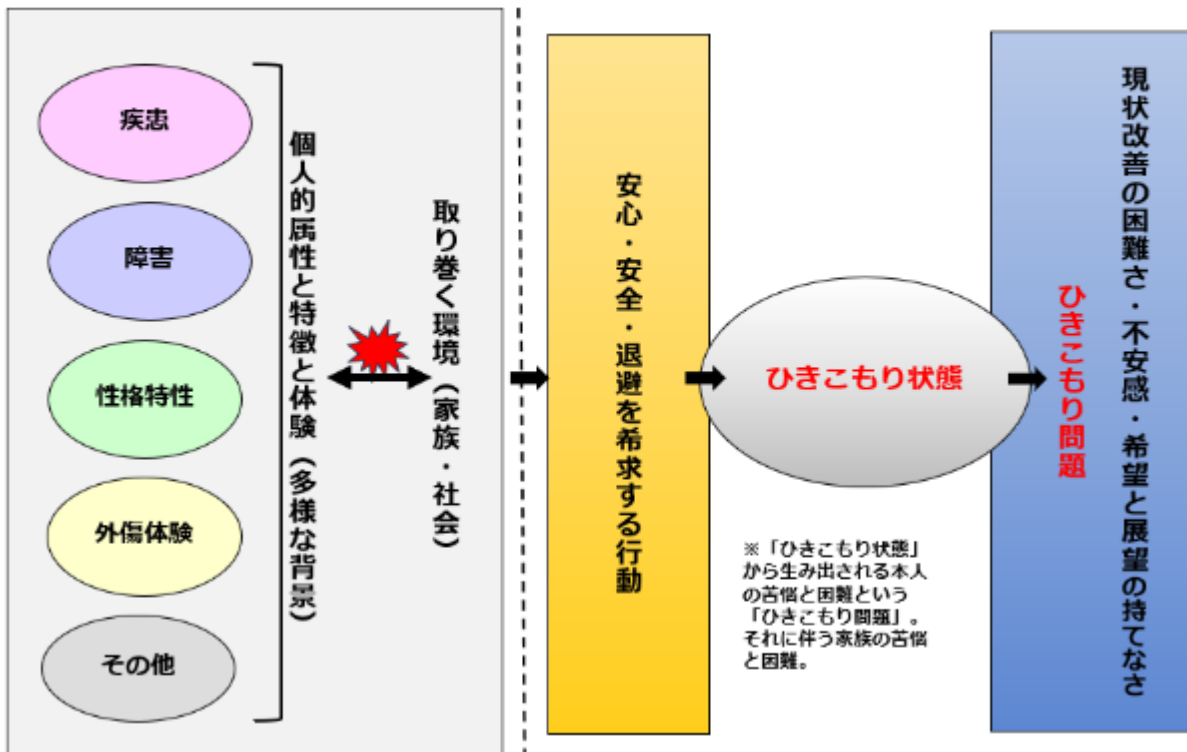 疾患
障害
性格特性
外傷体験
その他
個人的属性と特徴と体験（多様な背景）
取り巻く環境（家族・社会）
安心・安全・退避を希求する行動
ひきこもり状態
※「ひきこもり状態」
から生み出される本人
の苦悩と困難という
「ひきこもり問題」。
それに伴う家族の苦悩
と困難。
ひきこもり問題
現状改善の困難さ・不安感・希望と展望の持てなさ